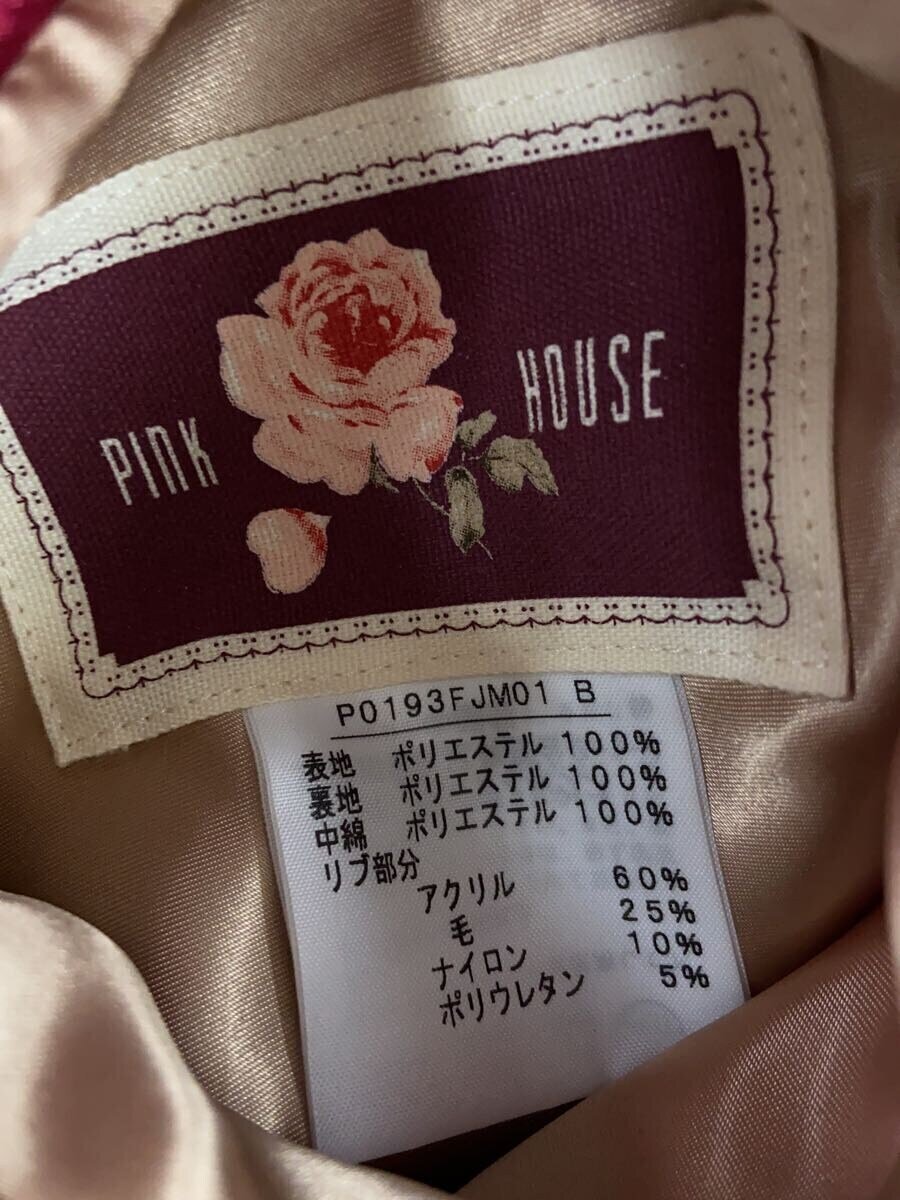 PINK HOUSE
P0193FJM01 B
表地 ポリエステル 100%
裏地 ポリエステル 100%
中綿 ポリエステル 100%
リブ部分
アクリル 60%
毛 25%
ナイロン 10%
ポリウレタン 5%